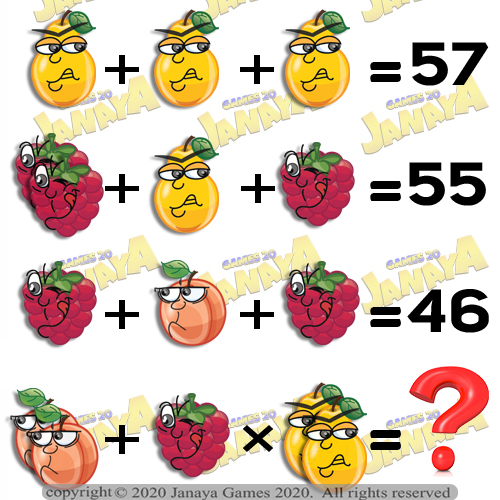 + + = 57
+ + = 55
+ + = 46
+ × = ?
GAMES 20 JANAYA
copyright © 2020 Janaya Games 2020. All rights reserved